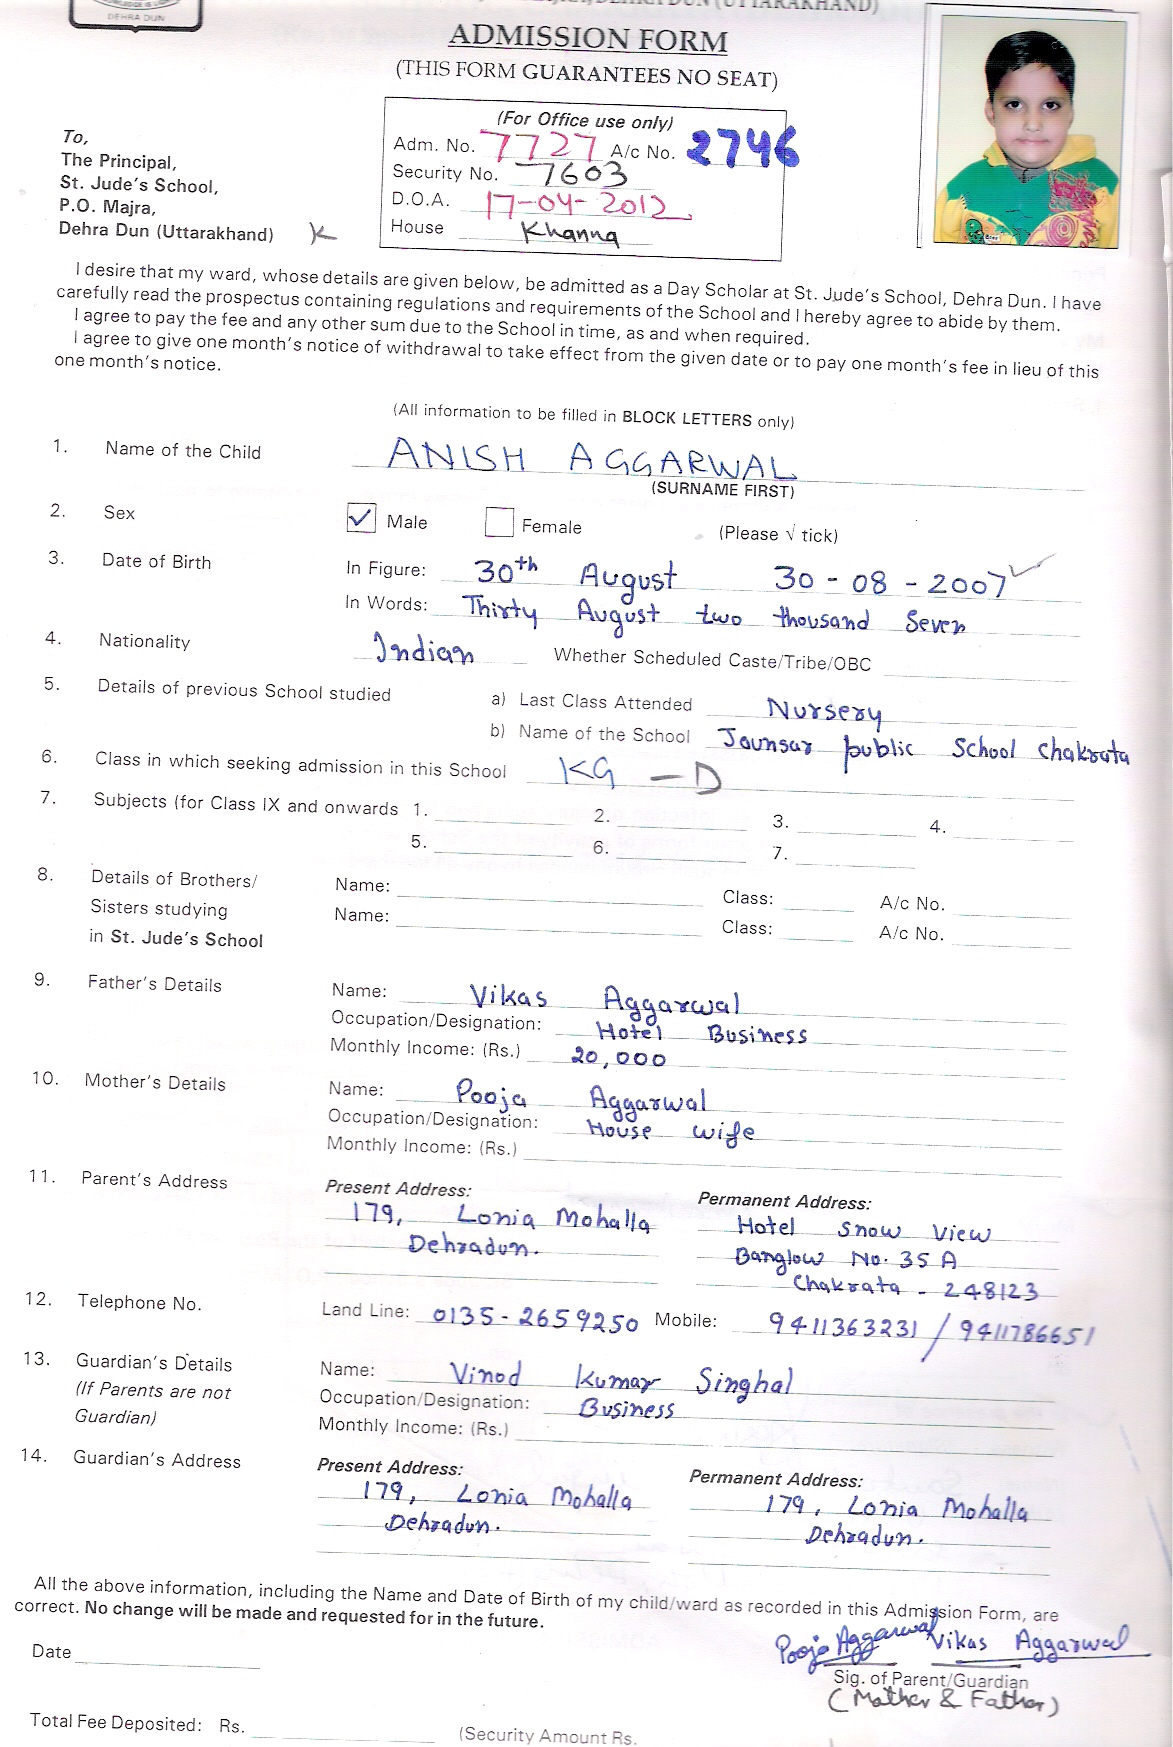 DEHRA DUN
ADMISSION FORM
(THIS FORM GUARANTEES NO SEAT)
To,
The Principal,
St. Jude's School,
P.O. Majra,
Dehra Dun (Uttarakhand) K
(For Office use only)
Adm. No. 7727 A/c No. 2746
Security No. 7603
D.O.A. 17-04-2012
House Khanna
I desire that my ward, whose details are given below, be admitted as a Day Scholar at St. Jude's School, Dehra Dun. I have
carefully read the prospectus containing regulations and requirements of the School and I hereby agree to abide by them.
I agree to pay the fee and any other sum due to the School in time, as and when required.
I agree to give one month's notice of withdrawal to take effect from the given date or to pay one month's fee in lieu of this
one month's notice.
(All information to be filled in BLOCK LETTERS only)
1. Name of the Child ANISH AGGARWAL
(SURNAME FIRST)
2. Sex ✓ Male Female (Please √ tick)
3. Date of Birth In Figure: 30th August 30-08-2007 ✓
In Words: Thirty August two thousand Seven
4. Nationality Indian Whether Scheduled Caste/Tribe/OBC
5. Details of previous School studied a) Last Class Attended Nursery
b) Name of the School Jaunsar public School Chakrata
6. Class in which seeking admission in this School KG - D
7. Subjects (for Class IX and onwards 1. 2. 3. 4.
5. 6. 7.
8. Details of Brothers/ Name: Class: A/c No.
Sisters studying Name: Class: A/c No.
in St. Jude's School
9. Father's Details Name: Vikas Aggarwal
Occupation/Designation: Hotel Business
Monthly Income: (Rs.) 20,000
10. Mother's Details Name: Pooja Aggarwal
Occupation/Designation: House wife
Monthly Income: (Rs.)
11. Parent's Address Present Address: Permanent Address:
179, Lonia Mohalla Hotel Snow View
Dehradun. Banglow No. 35 A
Chakrata - 248123
12. Telephone No. Land Line: 0135-2659250 Mobile: 9411363231 / 9411786651
13. Guardian's Details Name: Vinod Kumar Singhal
(If Parents are not Occupation/Designation: Business
Guardian) Monthly Income: (Rs.)
14. Guardian's Address Present Address: Permanent Address:
179, Lonia Mohalla 179, Lonia Mohalla
Dehradun. Dehradun.
All the above information, including the Name and Date of Birth of my child/ward as recorded in this Admission Form, are
correct. No change will be made and requested for in the future.
Pooja Aggarwal Vikas Aggarwal
Date Sig. of Parent/Guardian
(Mother & Father)
Total Fee Deposited: Rs. (Security Amount Rs.